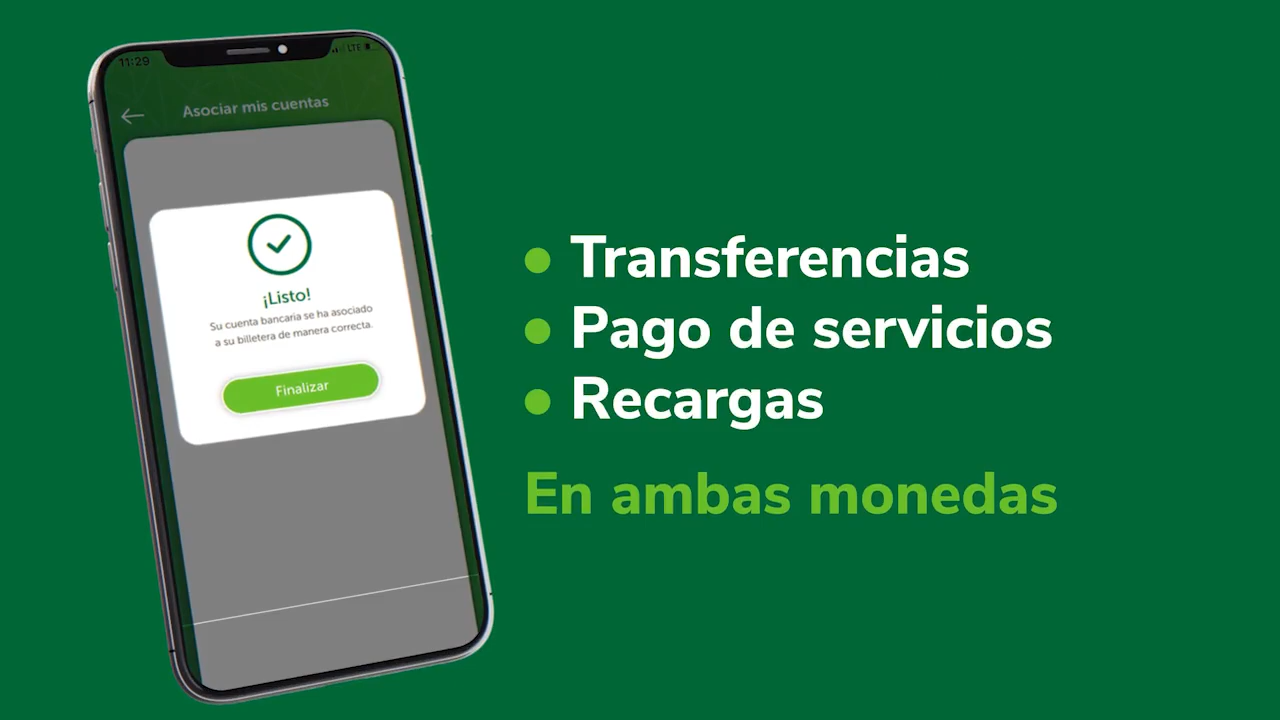 11:29
LTE
Asociar mis cuentas
¡Listo!
Su cuenta bancaria se ha asociado
a su billetera de manera correcta.
Finalizar
• Transferencias
• Pago de servicios
• Recargas
En ambas monedas